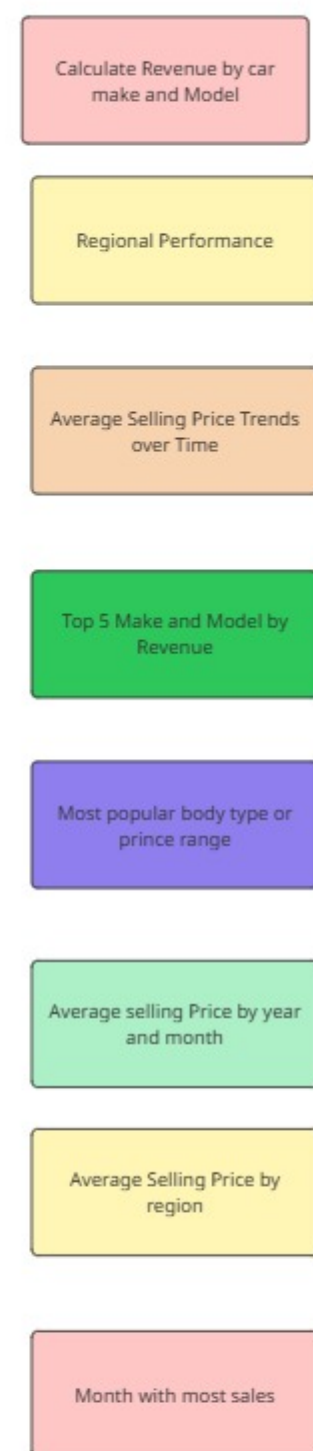 Calculate Revenue by car
make and Model
Regional Performance
Average Selling Price Trends
over Time
Top 5 Make and Model by
Revenue
Most popular body type or
prince range
Average selling Price by year
and month
Average Selling Price by
region
Month with most sales